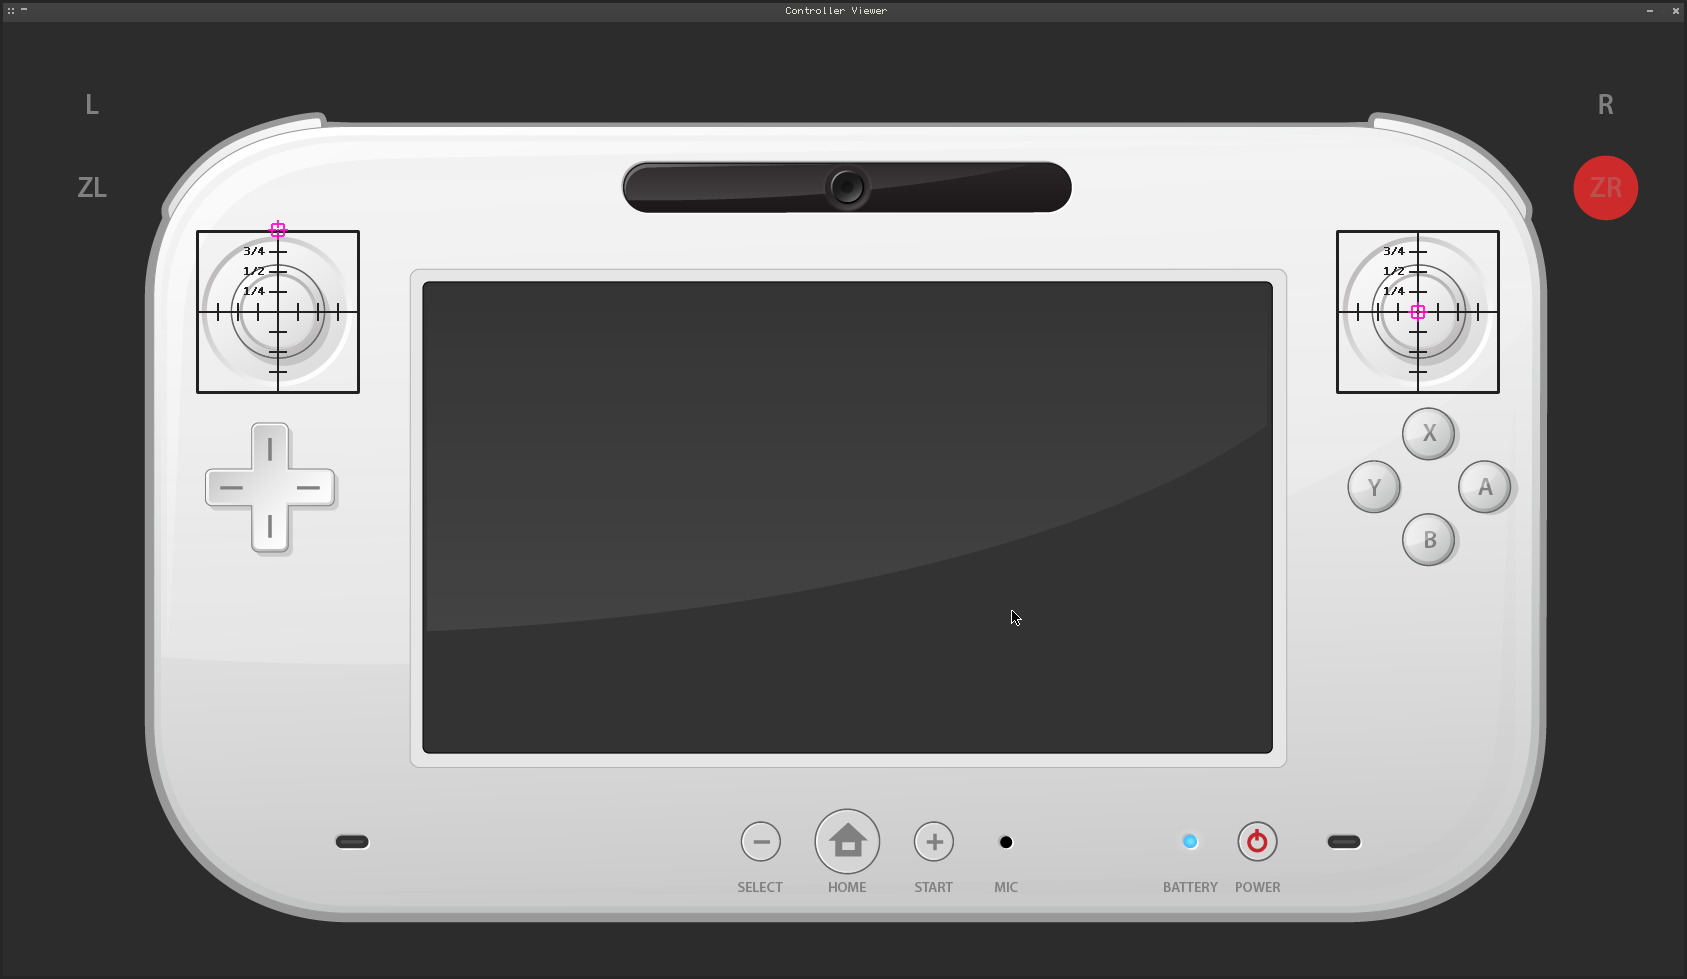 Controller Viewer
L
R
ZL
ZR
3/4
1/2
1/4
3/4
1/2
1/4
X
Y
A
B
SELECT
HOME
START
MIC
BATTERY
POWER